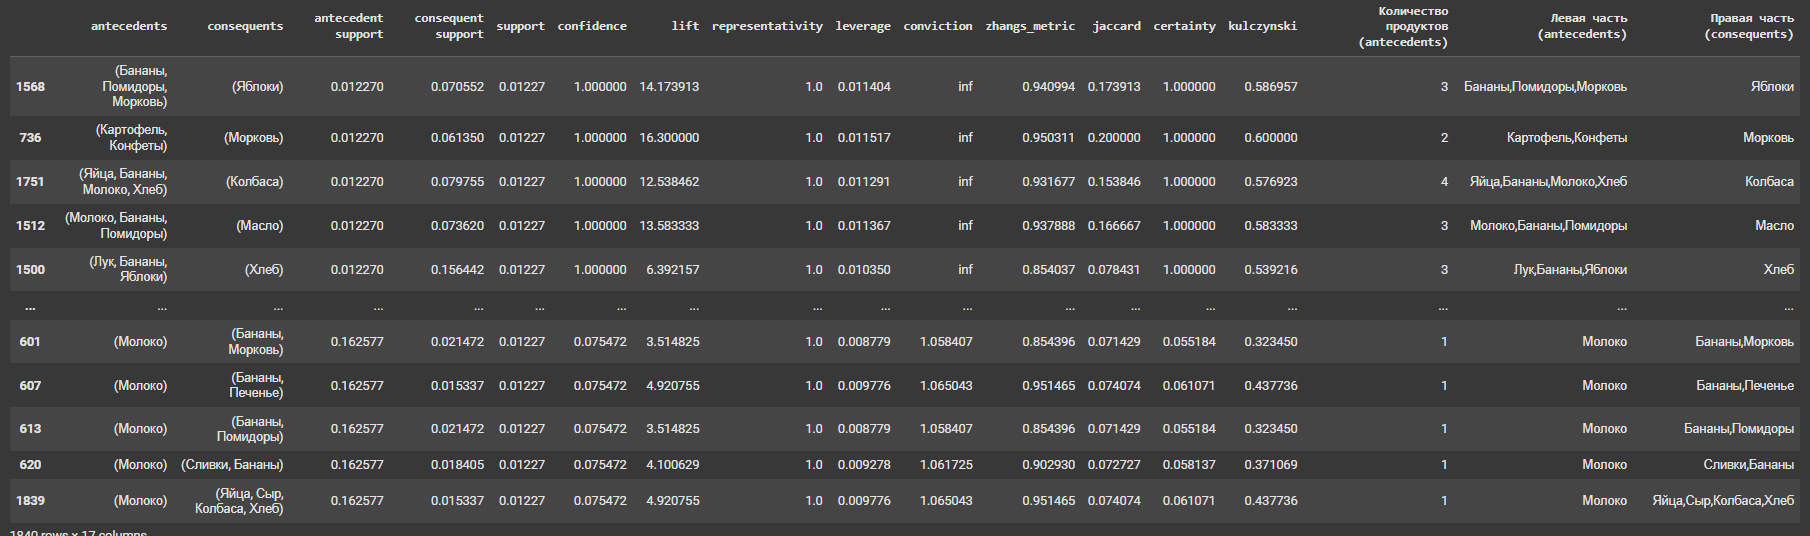 antecedents consequents antecedent support consequent support support confidence lift representativity leverage conviction zhangs_metric jaccard certainty kulczynski Количество продуктов (antecedents) Левая часть (antecedents) Правая часть (consequents)
1568 (Бананы, Помидоры, Морковь) (Яблоки) 0.012270 0.070552 0.01227 1.000000 14.173913 1.0 0.011404 inf 0.940994 0.173913 1.000000 0.586957 3 Бананы,Помидоры,Морковь Яблоки
736 (Картофель, Конфеты) (Морковь) 0.012270 0.061350 0.01227 1.000000 16.300000 1.0 0.011517 inf 0.950311 0.200000 1.000000 0.600000 2 Картофель,Конфеты Морковь
1751 (Яйца, Бананы, Молоко, Хлеб) (Колбаса) 0.012270 0.079755 0.01227 1.000000 12.538462 1.0 0.011291 inf 0.931677 0.153846 1.000000 0.576923 4 Яйца,Бананы,Молоко,Хлеб Колбаса
1512 (Молоко, Бананы, Помидоры) (Масло) 0.012270 0.073620 0.01227 1.000000 13.583333 1.0 0.011367 inf 0.937888 0.166667 1.000000 0.583333 3 Молоко,Бананы,Помидоры Масло
1500 (Лук, Бананы, Яблоки) (Хлеб) 0.012270 0.156442 0.01227 1.000000 6.392157 1.0 0.010350 inf 0.854037 0.078431 1.000000 0.539216 3 Лук,Бананы,Яблоки Хлеб
... ... ... ... ... ... ... ... ... ... ... ... ... ... ... ... ... ...
601 (Молоко) (Бананы, Морковь) 0.162577 0.021472 0.01227 0.075472 3.514825 1.0 0.008779 1.058407 0.854396 0.071429 0.055184 0.323450 1 Молоко Бананы,Морковь
607 (Молоко) (Бананы, Печенье) 0.162577 0.015337 0.01227 0.075472 4.920755 1.0 0.009776 1.065043 0.951465 0.074074 0.061071 0.437736 1 Молоко Бананы,Печенье
613 (Молоко) (Бананы, Помидоры) 0.162577 0.021472 0.01227 0.075472 3.514825 1.0 0.008779 1.058407 0.854396 0.071429 0.055184 0.323450 1 Молоко Бананы,Помидоры
620 (Молоко) (Сливки, Бананы) 0.162577 0.018405 0.01227 0.075472 4.100629 1.0 0.009278 1.061725 0.902930 0.072727 0.058137 0.371069 1 Молоко Сливки,Бананы
1839 (Молоко) (Яйца, Сыр, Колбаса, Хлеб) 0.162577 0.015337 0.01227 0.075472 4.920755 1.0 0.009776 1.065043 0.951465 0.074074 0.061071 0.437736 1 Молоко Яйца,Сыр,Колбаса,Хлеб
1840 rows x 17 columns